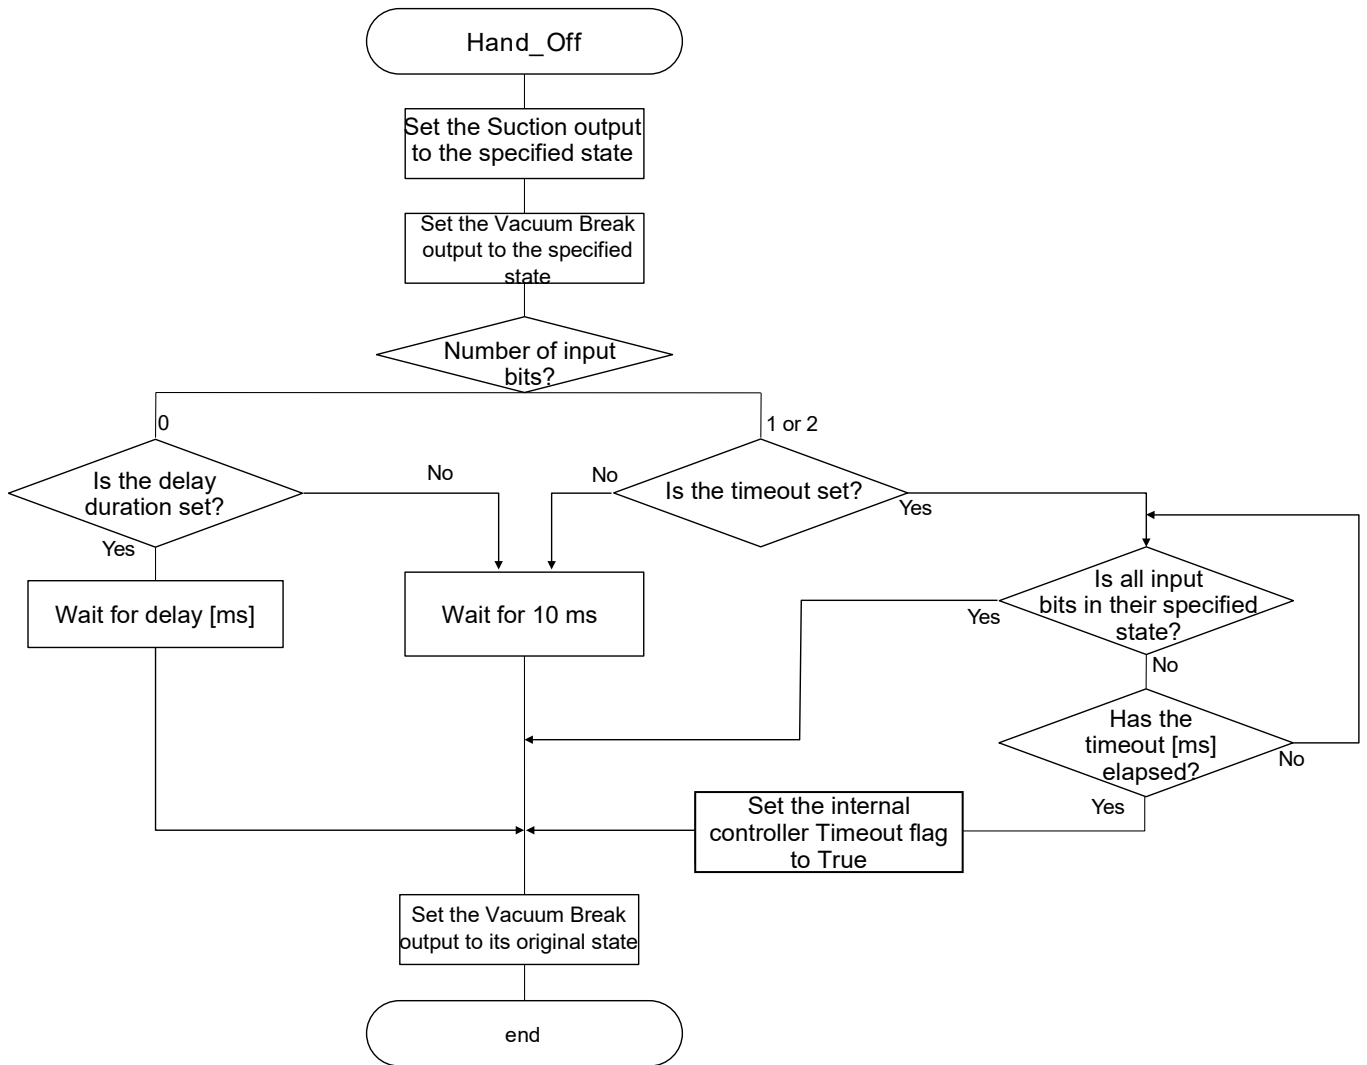 Hand_Off
Set the Suction output
to the specified state
Set the Vacuum Break
output to the specified
state
Number of input
bits?
0
1 or 2
Is the delay
duration set?
No
No
Is the timeout set?
Yes
Yes
Wait for delay [ms]
Wait for 10 ms
Is all input
bits in their specified
state?
Yes
No
Has the
timeout [ms]
elapsed?
No
Yes
Set the internal
controller Timeout flag
to True
Set the Vacuum Break
output to its original state
end